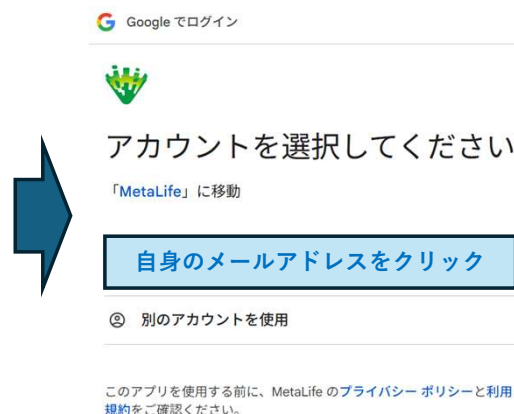 Google でログイン
アカウントを選択してください
「MetaLife」に移動
自身のメールアドレスをクリック
別のアカウントを使用
このアプリを使用する前に、MetaLife のプライバシー ポリシーと利用
規約をご確認ください。